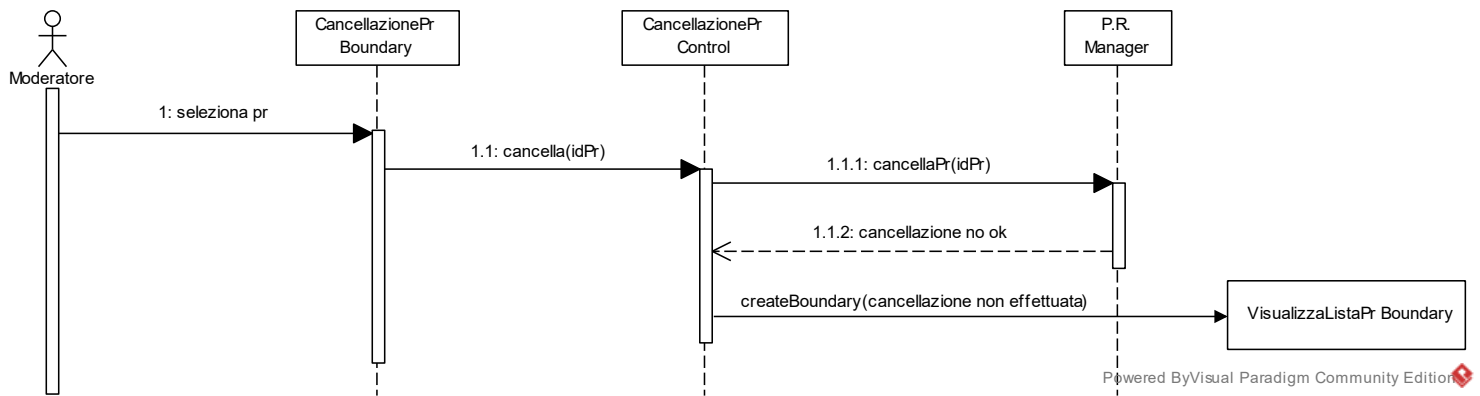 CancellazionePr
Boundary
CancellazionePr
Control
P.R.
Manager
Moderatore
1: seleziona pr
1.1: cancella(idPr)
1.1.1: cancellaPr(idPr)
1.1.2: cancellazione no ok
createBoundary(cancellazione non effettuata)
VisualizzaListaPr Boundary
Powered ByVisual Paradigm Community Edition